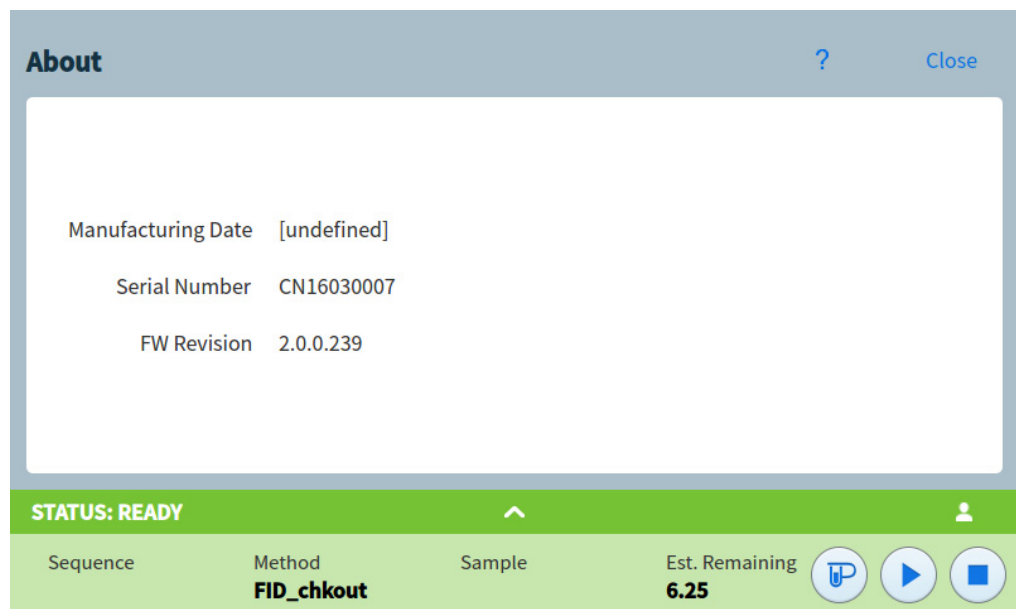 About ? Close
Manufacturing Date [undefined]
Serial Number CN16030007
FW Revision 2.0.0.239
STATUS: READY
Sequence Method Sample Est. Remaining
FID_chkout 6.25